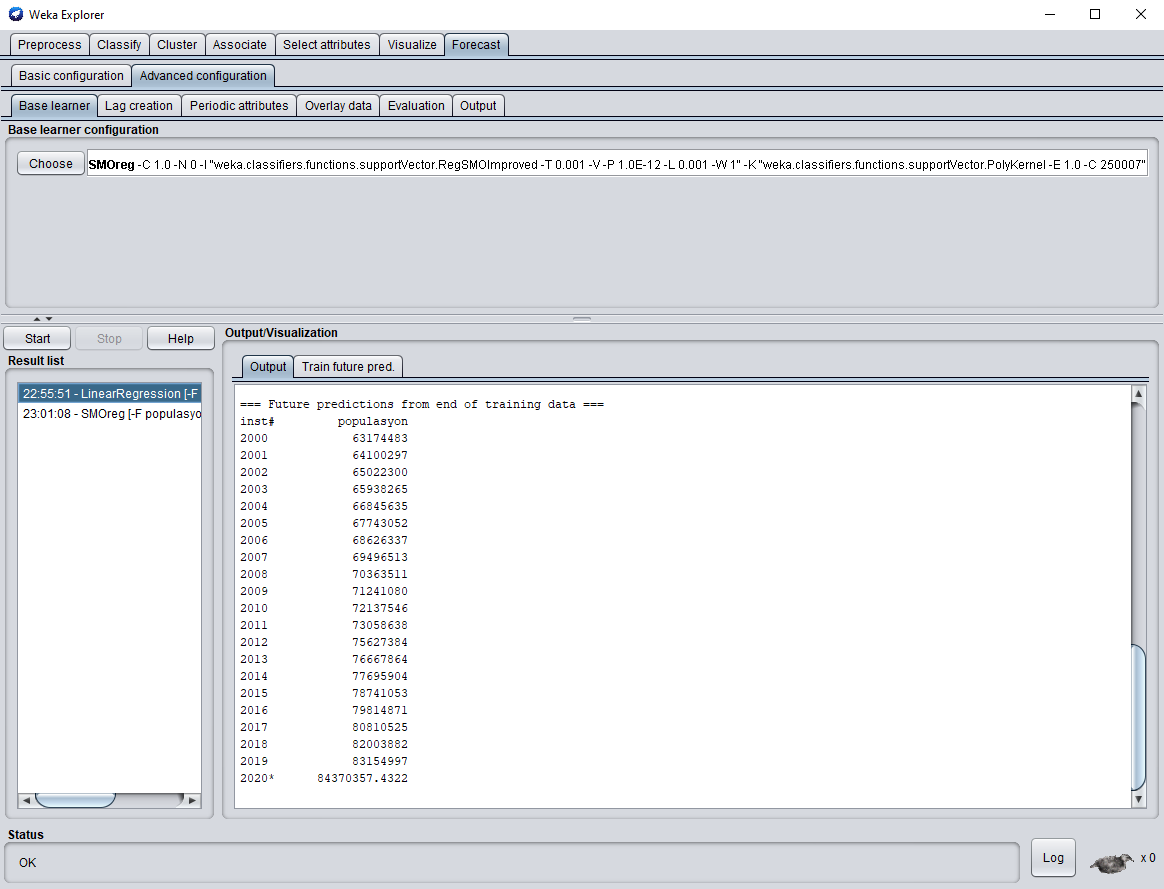 Weka Explorer
Preprocess Classify Cluster Associate Select attributes Visualize Forecast
Basic configuration Advanced configuration
Base learner Lag creation Periodic attributes Overlay data Evaluation Output
Base learner configuration
Choose SMOreg -C 1.0 -N 0 -I "weka.classifiers.functions.supportVector.RegSMOImproved -T 0.001 -V -P 1.0E-12 -L 0.001 -W 1" -K "weka.classifiers.functions.supportVector.PolyKernel -E 1.0 -C 250007"
Start Stop Help
Result list
22:55:51 - LinearRegression [-F
23:01:08 - SMOreg [-F populasyo
Output/Visualization
Output Train future pred.
=== Future predictions from end of training data ===
inst# populasyon
2000 63174483
2001 64100297
2002 65022300
2003 65938265
2004 66845635
2005 67743052
2006 68626337
2007 69496513
2008 70363511
2009 71241080
2010 72137546
2011 73058638
2012 75627384
2013 76667864
2014 77695904
2015 78741053
2016 79814871
2017 80810525
2018 82003882
2019 83154997
2020* 84370357.4322
Status
OK
Log x 0